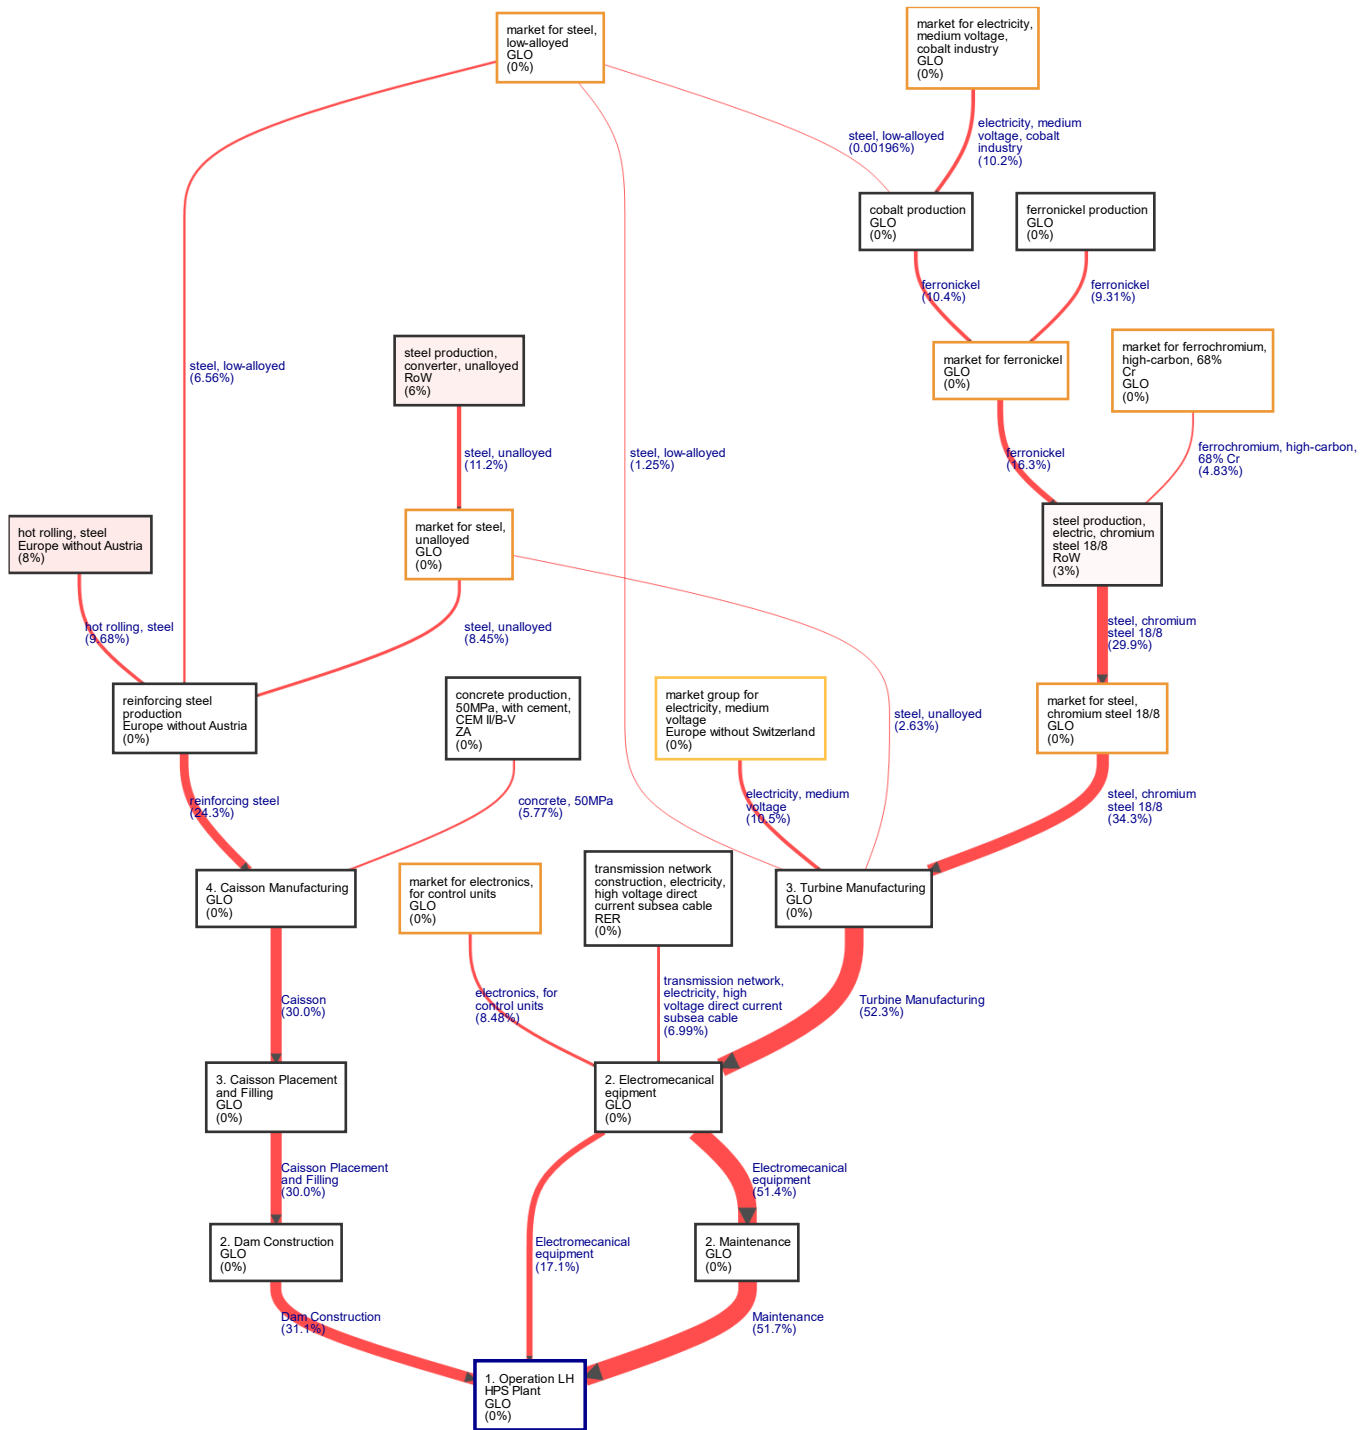 market for steel,
low-alloyed
GLO
(0%)
market for electricity,
medium voltage,
cobalt industry
GLO
(0%)
steel, low-alloyed
(0.00196%)
electricity, medium
voltage, cobalt
industry
(10.2%)
cobalt production
GLO
(0%)
ferronickel production
GLO
(0%)
ferronickel
(10.4%)
ferronickel
(9.31%)
steel production,
converter, unalloyed
RoW
(6%)
market for ferronickel
GLO
(0%)
market for ferrochromium,
high-carbon, 68%
Cr
GLO
(0%)
steel, low-alloyed
(6.56%)
steel, unalloyed
(11.2%)
steel, low-alloyed
(1.25%)
ferronickel
(16.3%)
ferrochromium, high-carbon,
68% Cr
(4.83%)
hot rolling, steel
Europe without Austria
(8%)
market for steel,
unalloyed
GLO
(0%)
steel production,
electric, chromium
steel 18/8
RoW
(3%)
hot rolling, steel
(9.68%)
steel, unalloyed
(8.45%)
steel, chromium
steel 18/8
(29.9%)
reinforcing steel
production
Europe without Austria
(0%)
concrete production,
50MPa, with cement,
CEM II/B-V
ZA
(0%)
market group for
electricity, medium
voltage
Europe without Switzerland
(0%)
steel, unalloyed
(2.63%)
market for steel,
chromium steel 18/8
GLO
(0%)
reinforcing steel
(24.3%)
concrete, 50MPa
(5.77%)
electricity, medium
voltage
(10.5%)
steel, chromium
steel 18/8
(34.3%)
4. Caisson Manufacturing
GLO
(0%)
market for electronics,
for control units
GLO
(0%)
transmission network
construction, electricity,
high voltage direct
current subsea cable
RER
(0%)
3. Turbine Manufacturing
GLO
(0%)
Caisson
(30.0%)
electronics, for
control units
(8.48%)
transmission network,
electricity, high
voltage direct current
subsea cable
(6.99%)
Turbine Manufacturing
(52.3%)
3. Caisson Placement
and Filling
GLO
(0%)
2. Electromecanical
eqipment
GLO
(0%)
Caisson Placement
and Filling
(30.0%)
Electromecanical
equipment
(51.4%)
2. Dam Construction
GLO
(0%)
Electromecanical
equipment
(17.1%)
2. Maintenance
GLO
(0%)
Dam Construction
(31.1%)
Maintenance
(51.7%)
1. Operation LH
HPS Plant
GLO
(0%)